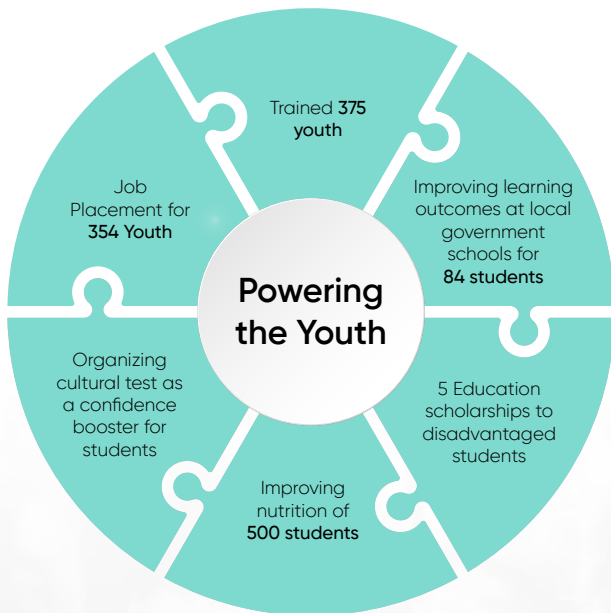 Trained 375
youth
Improving learning
outcomes at local
government
schools for
84 students
5 Education
scholarships to
disadvantaged
students
Improving
nutrition of
500 students
Organizing
cultural test as
a confidence
booster for
students
Job
Placement for
354 Youth
Powering
the Youth